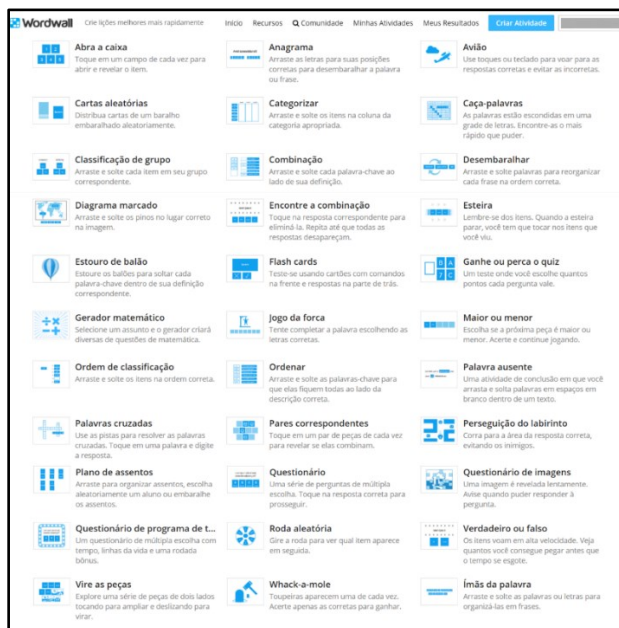 Wordwall Crie lições melhores mais rapidamente Início Recursos Comunidade Minhas Atividades Meus Resultados Criar Atividade
Abra a caixa
Toque em um campo de cada vez para
abrir e revelar o item.
Anagrama
Arraste as letras para suas posições
corretas para desembaralhar a palavra
ou frase.
Avião
Use toques ou teclado para voar para as
respostas corretas e evitar as incorretas.
Cartas aleatórias
Distribua cartas de um baralho
embaralhado aleatoriamente.
Categorizar
Arraste e solte os itens na coluna da
categoria apropriada.
Caça-palavras
As palavras estão escondidas em uma
grade de letras. Encontre-as o mais
rápido que puder.
Classificação de grupo
Arraste e solte cada item em seu grupo
correspondente.
Combinação
Arraste e solte cada palavra-chave ao
lado de sua definição.
Desembaralhar
Arraste e solte palavras para reorganizar
cada frase na ordem correta.
Diagrama marcado
Arraste e solte os pinos no lugar correto
na imagem.
Encontre a combinação
Toque na resposta correspondente para
eliminá-la. Repita até que todas as
respostas desapareçam.
Esteira
Lembre-se dos itens. Quando a esteira
parar, você tem que tocar nos itens que
você viu.
Estouro de balão
Estoure os balões para soltar cada
palavra-chave dentro de sua definição
correspondente.
Flash cards
Teste-se usando cartões com comandos
na frente e respostas na parte de trás.
Ganhe ou perca o quiz
Um teste onde você escolhe quantos
pontos cada pergunta vale.
Gerador matemático
Selecione um assunto e o gerador criará
diversas de questões de matemática.
Jogo da forca
Tente completar a palavra escolhendo as
letras corretas.
Maior ou menor
Escolha se a próxima peça é maior ou
menor. Acerte e continue jogando.
Ordem de classificação
Arraste e solte os itens na ordem correta.
Ordenar
Arraste e solte as palavras-chave para
que elas fiquem todas ao lado da
descrição correta.
Palavra ausente
Uma atividade de conclusão em que você
arrasta e solta palavras em espaços em
branco dentro de um texto.
Palavras cruzadas
Use as pistas para resolver as palavras
cruzadas. Toque em uma palavra e digite
a resposta.
Pares correspondentes
Toque em um par de peças de cada vez
para revelar se elas combinam.
Perseguição do labirinto
Corra para a área da resposta correta,
evitando os inimigos.
Plano de assentos
Arraste para organizar assentos, escolha
aleatoriamente um aluno ou embaralhe
os assentos.
Questionário
Uma série de perguntas de múltipla
escolha. Toque na resposta correta para
prosseguir.
Questionário de imagens
Uma imagem é revelada lentamente.
Avise quando puder responder à
pergunta.
Questionário de programa de t...
Um questionário de múltipla escolha com
tempo, linhas da vida e uma rodada
bônus.
Roda aleatória
Gire a roda para ver qual item aparece
em seguida.
Verdadeiro ou falso
Os itens voam em alta velocidade. Veja
quantos você consegue pegar antes que
o tempo se esgote.
Vire as peças
Explore uma série de peças de dois lados
tocando para ampliar e deslizando para
virar.
Whack-a-mole
Toupeiras aparecem uma de cada vez.
Acerte apenas as corretas para ganhar.
Ímãs da palavra
Arraste e solte as palavras ou letras para
organizá-las em frases.